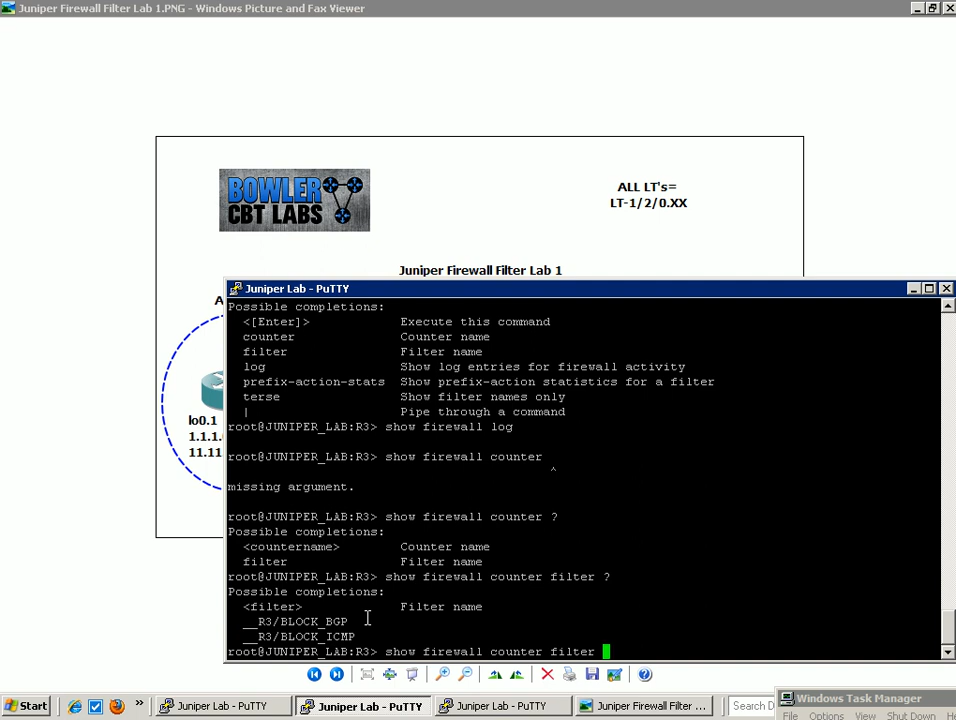 Juniper Firewall Filter Lab 1.PNG - Windows Picture and Fax Viewer
BOWLER
CBT LABS
ALL LT's=
LT-1/2/0.XX
Juniper Firewall Filter Lab 1
A
lo0.1
1.1.1.
11.11
Juniper Lab - PuTTY
Possible completions:
<[Enter]> Execute this command
counter Counter name
filter Filter name
log Show log entries for firewall activity
prefix-action-stats Show prefix-action statistics for a filter
terse Show filter names only
| Pipe through a command
root@JUNIPER_LAB:R3> show firewall log
root@JUNIPER_LAB:R3> show firewall counter
^
missing argument.
root@JUNIPER_LAB:R3> show firewall counter ?
Possible completions:
<countername> Counter name
filter Filter name
root@JUNIPER_LAB:R3> show firewall counter filter ?
Possible completions:
<filter> Filter name
__R3/BLOCK_BGP
__R3/BLOCK_ICMP
root@JUNIPER_LAB:R3> show firewall counter filter
Start
»
Juniper Lab - PuTTY
Juniper Lab - PuTTY
Juniper Lab - PuTTY
Juniper Firewall Filter ...
Search D
Windows Task Manager
File Options View Shut Down